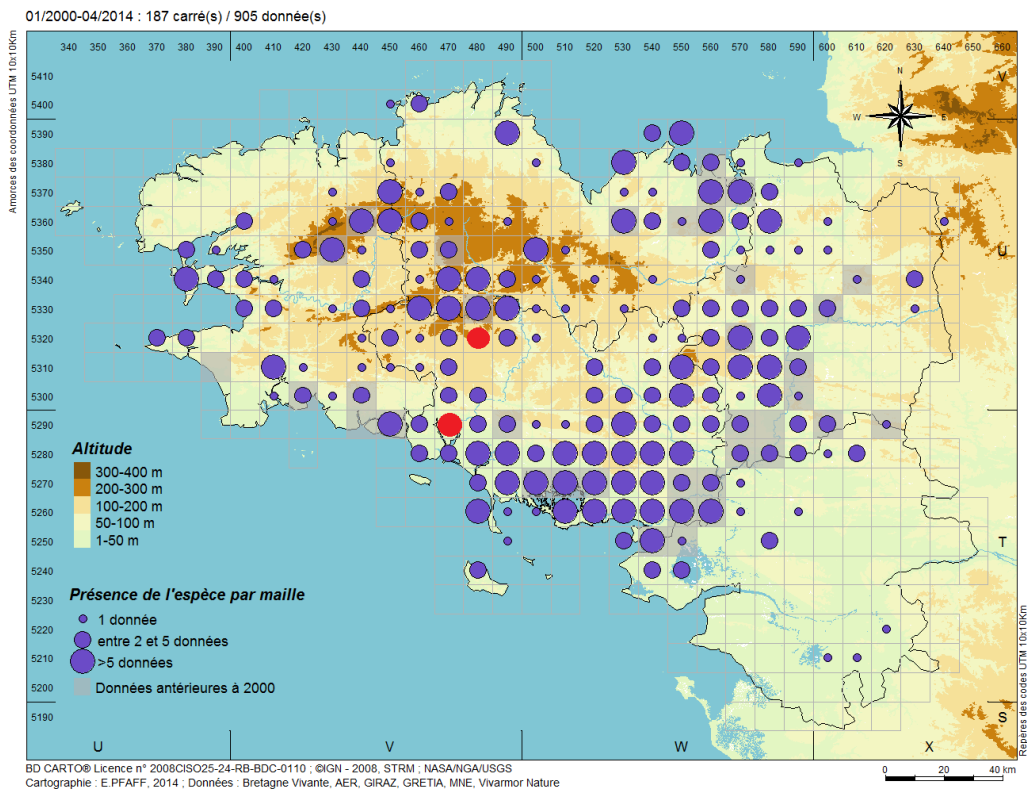 01/2000-04/2014 : 187 carré(s) / 905 donnée(s)
340 350 360 370 380 390 400 410 420 430 440 450 460 470 480 490 500 510 520 530 540 550 560 570 580 590 600 610 620 630 640 650 660
Amorces des coordonnées UTM 10x10Km
N
W E
S
V
5410
5400
5390
5380
5370
5360
5350
U
5340
5330
5320
5310
5300
5290
5280
5270
5260
5250
T
5240
5230
5220
5210
5200
5190
S
Altitude
300-400 m
200-300 m
100-200 m
50-100 m
1-50 m
Présence de l'espèce par maille
1 donnée
entre 2 et 5 données
>5 données
Données antérieures à 2000
Repères des codes UTM 10x10Km
U V W X
BD CARTO® Licence n° 2008CISO25-24-RB-BDC-0110 ; ©IGN - 2008, STRM ; NASA/NGA/USGS
Cartographie : E.PFAFF, 2014 ; Données : Bretagne Vivante, AER, GIRAZ, GRETIA, MNE, Vivarmor Nature
0 20 40 km